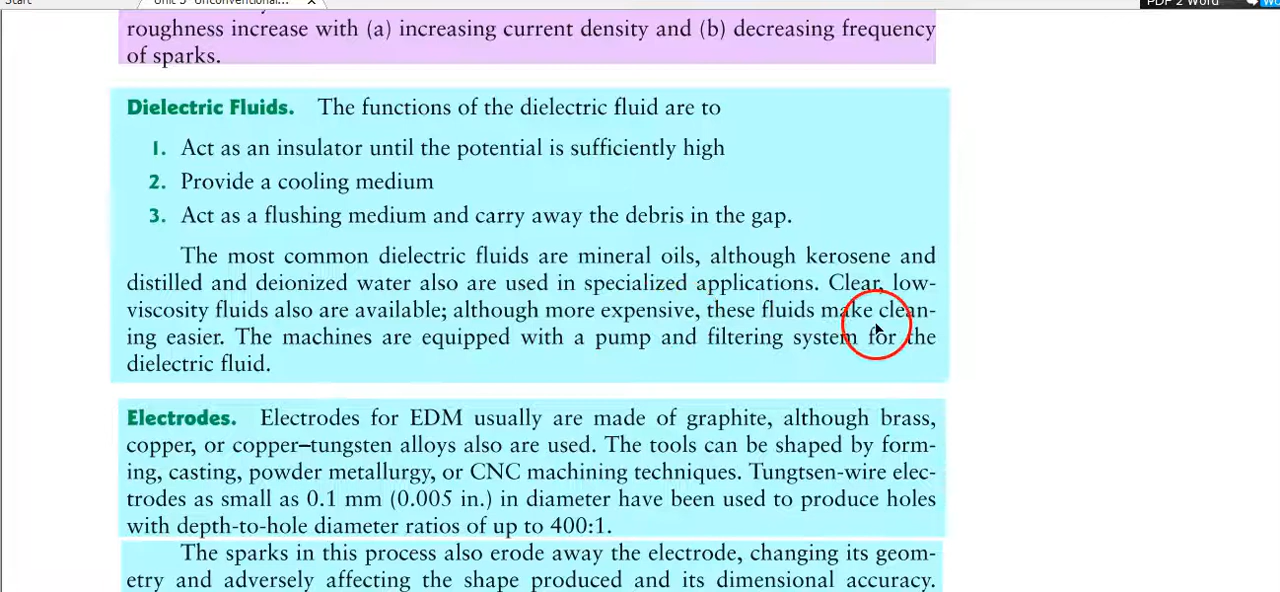 Start
Unit 5 Unconventional...
PDF 2 Word
roughness increase with (a) increasing current density and (b) decreasing frequency
of sparks.
Dielectric Fluids. The functions of the dielectric fluid are to
1. Act as an insulator until the potential is sufficiently high
2. Provide a cooling medium
3. Act as a flushing medium and carry away the debris in the gap.
The most common dielectric fluids are mineral oils, although kerosene and
distilled and deionized water also are used in specialized applications. Clear, low-
viscosity fluids also are available; although more expensive, these fluids make clean-
ing easier. The machines are equipped with a pump and filtering system for the
dielectric fluid.
Electrodes. Electrodes for EDM usually are made of graphite, although brass,
copper, or copper–tungsten alloys also are used. The tools can be shaped by form-
ing, casting, powder metallurgy, or CNC machining techniques. Tungtsen-wire elec-
trodes as small as 0.1 mm (0.005 in.) in diameter have been used to produce holes
with depth-to-hole diameter ratios of up to 400:1.
The sparks in this process also erode away the electrode, changing its geom-
etry and adversely affecting the shape produced and its dimensional accuracy.